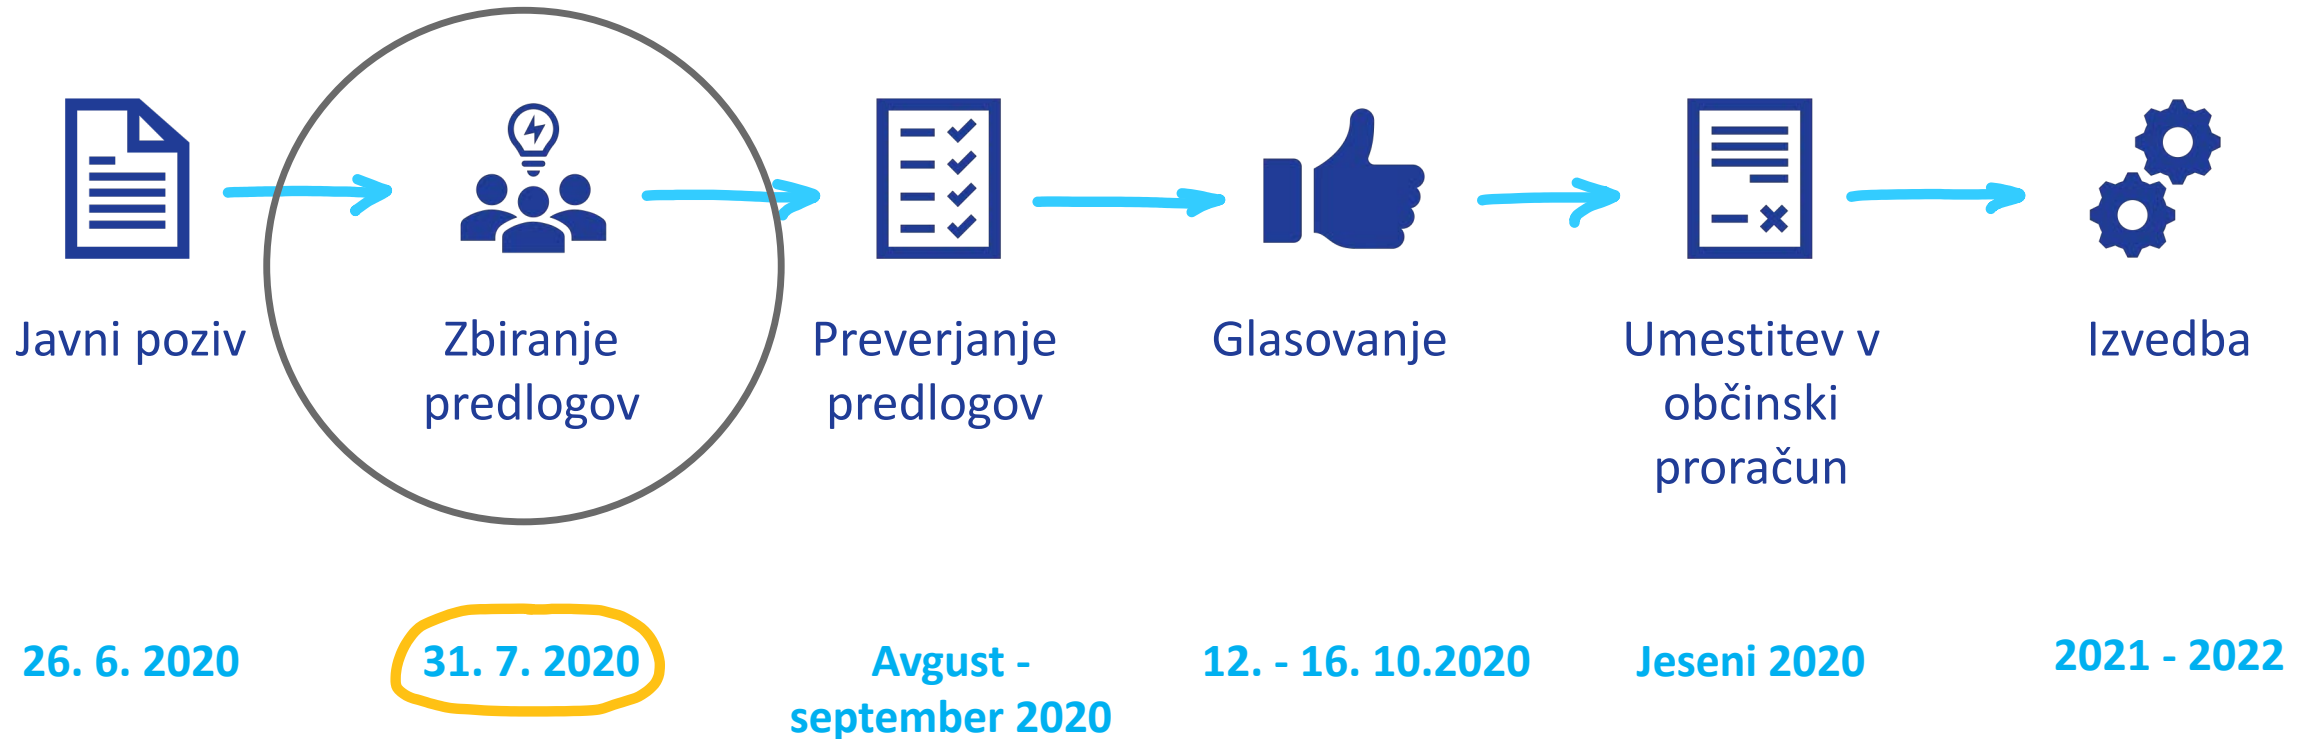 Javni poziv
Zbiranje
predlogov
Preverjanje
predlogov
Glasovanje
Umestitev v
občinski
proračun
Izvedba
26. 6. 2020
31. 7. 2020
Avgust -
september 2020
12. - 16. 10.2020
Jeseni 2020
2021 - 2022